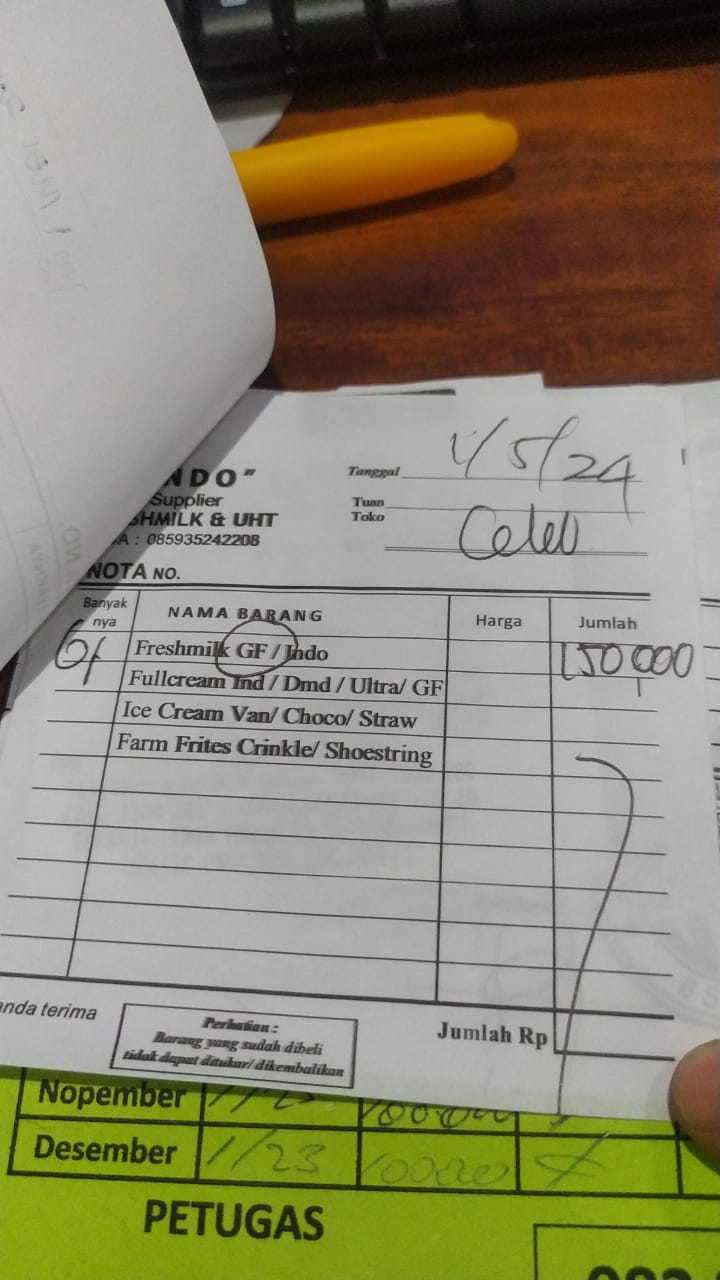 NDO"
Supplier
SHMILK & UHT
A : 085935242208
Tanggal 1/5/24
Tuan
Toko
NOTA NO.
Banyak nya NAMA BARANG Harga Jumlah
6/ Freshmilk GF / Indo 150000
Fullcream Ind / Dmd / Ultra/ GF
Ice Cream Van/ Choco/ Straw
Farm Frites Crinkle/ Shoestring
anda terima
Perhatian :
Barang yang sudah dibeli
tidak dapat ditukar/ dikembalikan
Jumlah Rp
Nopember
Desember 1/23 10000
PETUGAS